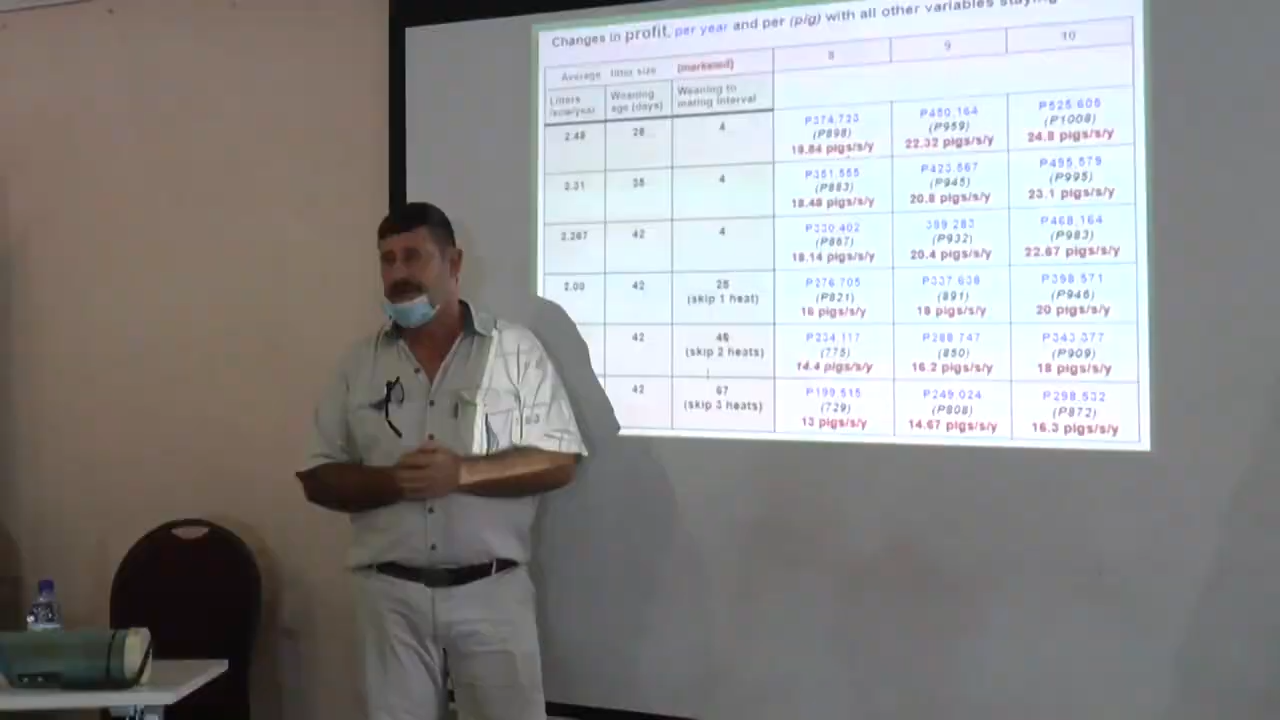 Changes in profit, per year and per (pig) with all other variables staying
Average litter size (marketed) 8 9 10
Litters /sow/year Weaning age (days) Weaning to mating interval
2.48 28 4 P374,723 P450,164 P525,605
(P898) (P959) (P1008)
19.84 pigs/s/y 22.32 pigs/s/y 24.8 pigs/s/y
2.31 35 4 P351,555 P423,567 P495,579
(P883) (P945) (P995)
18.48 pigs/s/y 20.8 pigs/s/y 23.1 pigs/s/y
2.267 42 4 P330,402 399,283 P468,164
(P867) (P932) (P983)
18.14 pigs/s/y 20.4 pigs/s/y 22.67 pigs/s/y
2.00 42 25 P276,705 P337,638 P398,571
(skip 1 heat) (P821) (891) (P946)
16 pigs/s/y 18 pigs/s/y 20 pigs/s/y
42 46 P234,117 P288,747 P343,377
(skip 2 heats) (775) (850) (P909)
14.4 pigs/s/y 16.2 pigs/s/y 18 pigs/s/y
42 67 P199,515 P249,024 P298,532
(skip 3 heats) (729) (P808) (P872)
13 pigs/s/y 14.67 pigs/s/y 16.3 pigs/s/y